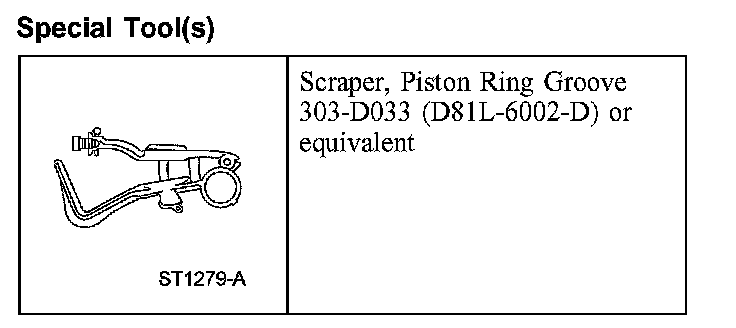 Special Tool(s)
Scraper, Piston Ring Groove
303-D033 (D81L-6002-D) or
equivalent
ST1279-A